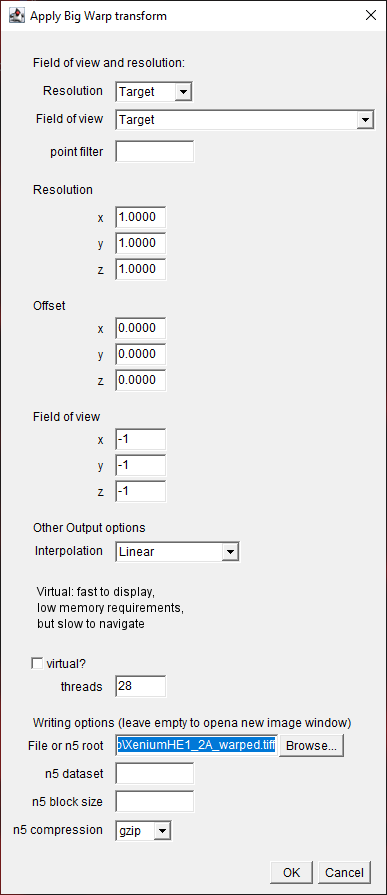 Apply Big Warp transform
Field of view and resolution:
Resolution Target
Field of view Target
point filter
Resolution
x 1.0000
y 1.0000
z 1.0000
Offset
x 0.0000
y 0.0000
z 0.0000
Field of view
x -1
y -1
z -1
Other Output options
Interpolation Linear
Virtual: fast to display,
low memory requirements,
but slow to navigate
virtual?
threads 28
Writing options (leave empty to opena new image window)
File or n5 root \XeniumHE1_2A_warped.tiff Browse...
n5 dataset
n5 block size
n5 compression gzip
OK Cancel